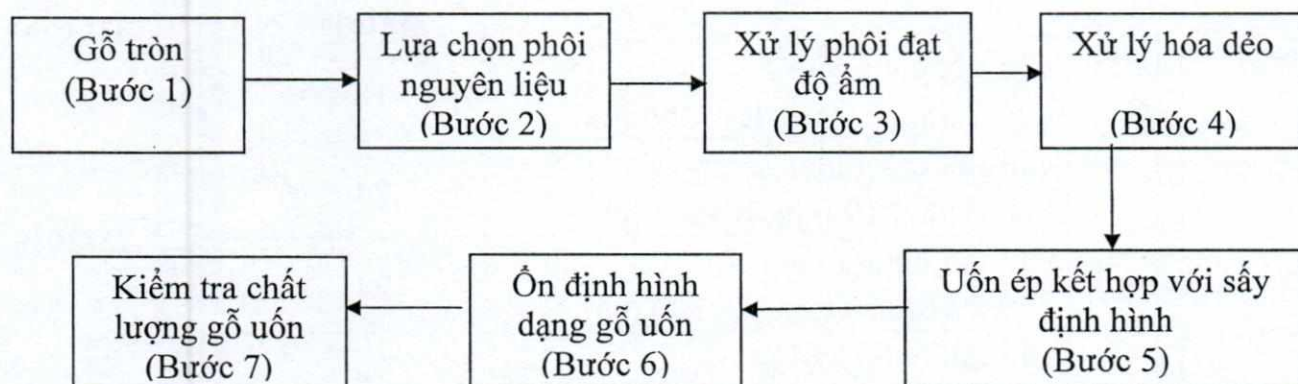 Gỗ tròn
(Bước 1)
Lựa chọn phôi
nguyên liệu
(Bước 2)
Xử lý phôi đạt
độ ẩm
(Bước 3)
Xử lý hóa dẻo
(Bước 4)
Uốn ép kết hợp với sấy
định hình
(Bước 5)
Ổn định hình
dạng gỗ uốn
(Bước 6)
Kiểm tra chất
lượng gỗ uốn
(Bước 7)